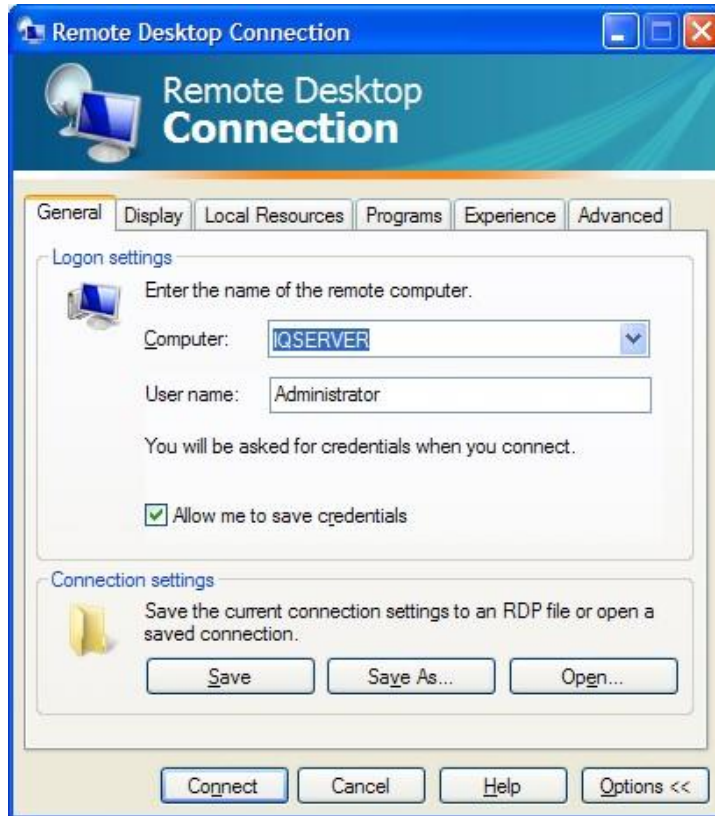 Remote Desktop Connection
Remote Desktop
Connection
General Display Local Resources Programs Experience Advanced
Logon settings
Enter the name of the remote computer.
Computer: IQSERVER
User name: Administrator
You will be asked for credentials when you connect.
Allow me to save credentials
Connection settings
Save the current connection settings to an RDP file or open a
saved connection.
Save Save As... Open...
Connect Cancel Help Options <<